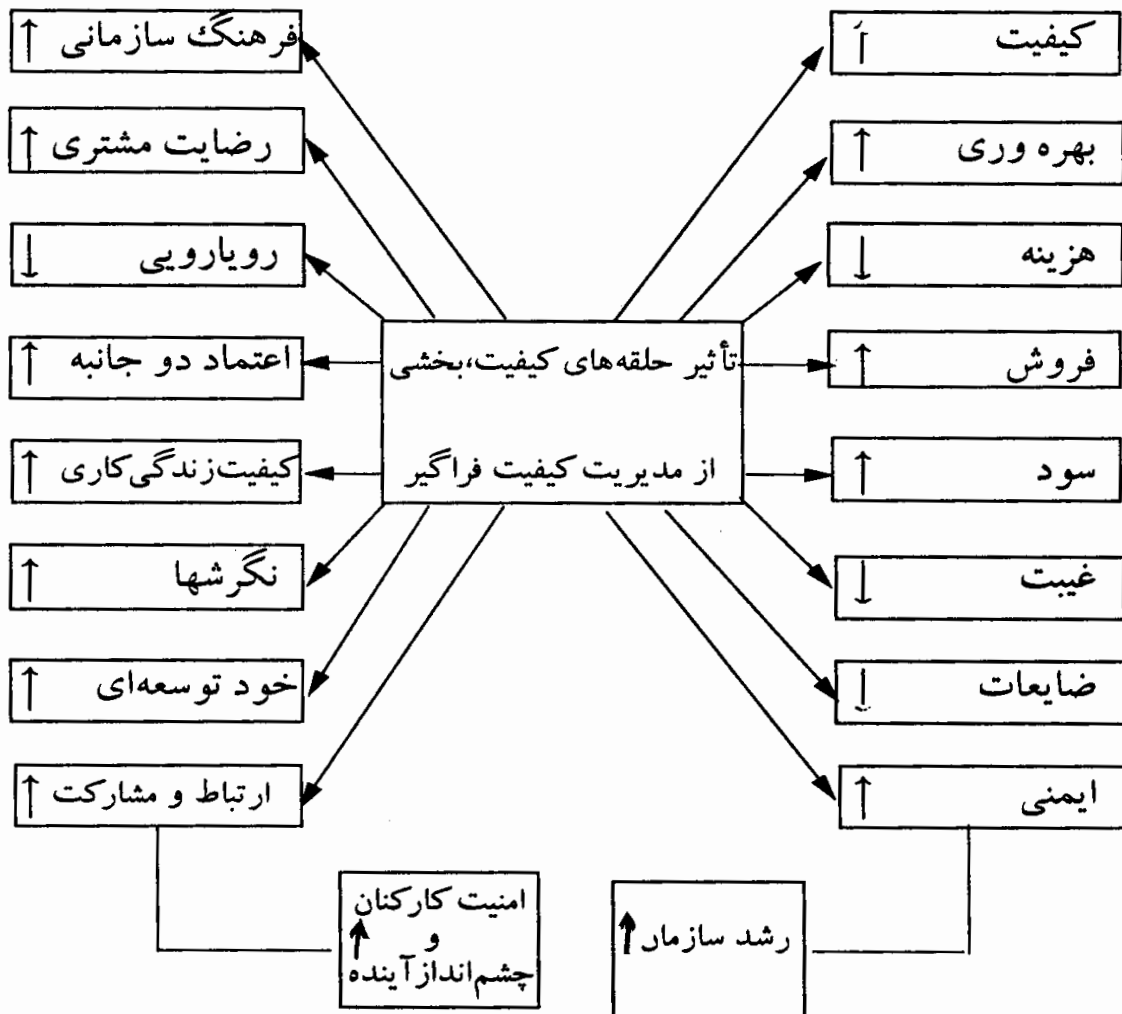 کیفیت ↑
بهره وری ↑
هزینه ↓
فروش ↑
سود ↑
غیبت ↓
ضایعات ↓
ایمنی ↑
رشد سازمان ↑
تأثیر حلقه‌های کیفیت،بخشی
از مدیریت کیفیت فراگیر
فرهنگ سازمانی ↑
رضایت مشتری ↑
رویارویی ↓
اعتماد دو جانبه ↑
کیفیت زندگی کاری ↑
نگرشها ↑
خود توسعه‌ای ↑
ارتباط و مشارکت ↑
امنیت کارکنان
و ↑
چشم‌انداز آینده